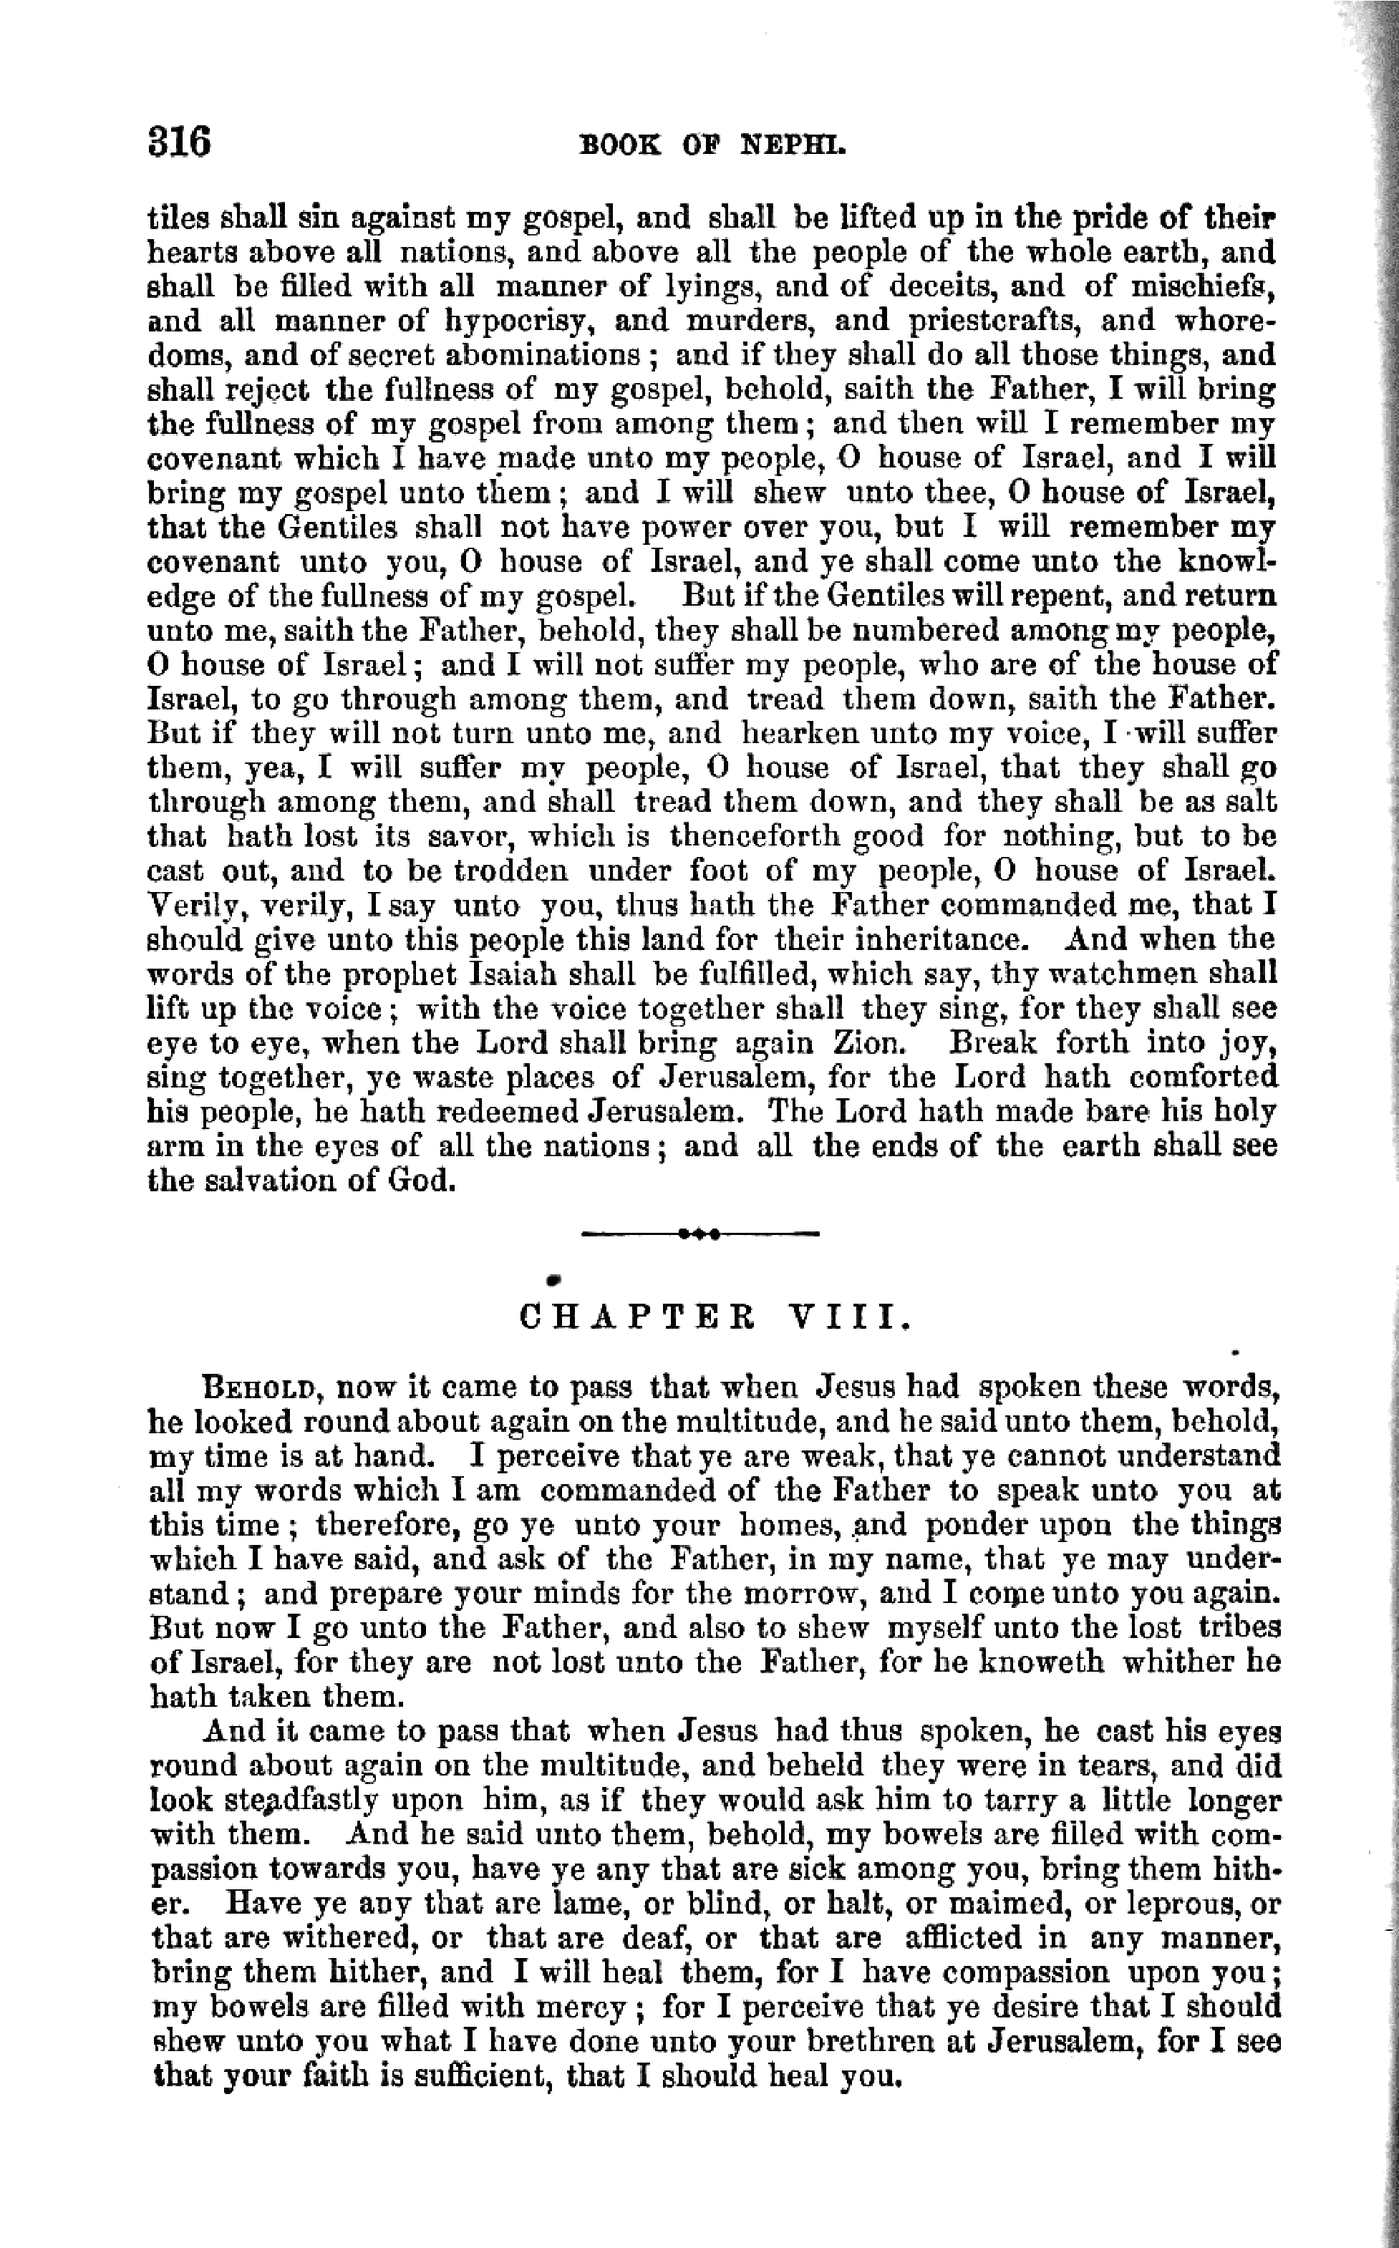 316 BOOK OF NEPHI.
tiles shall sin against my gospel, and shall be lifted up in the pride of their
hearts above all nations, and above all the people of the whole earth, and
shall be filled with all manner of lyings, and of deceits, and of mischiefs,
and all manner of hypocrisy, and murders, and priestcrafts, and whore-
doms, and of secret abominations; and if they shall do all those things, and
shall reject the fullness of my gospel, behold, saith the Father, I will bring
the fullness of my gospel from among them; and then will I remember my
covenant which I have made unto my people, O house of Israel, and I will
bring my gospel unto them; and I will shew unto thee, O house of Israel,
that the Gentiles shall not have power over you, but I will remember my
covenant unto you, O house of Israel, and ye shall come unto the knowl-
edge of the fullness of my gospel. But if the Gentiles will repent, and return
unto me, saith the Father, behold, they shall be numbered among my people,
O house of Israel; and I will not suffer my people, who are of the house of
Israel, to go through among them, and tread them down, saith the Father.
But if they will not turn unto me, and hearken unto my voice, I will suffer
them, yea, I will suffer my people, O house of Israel, that they shall go
through among them, and shall tread them down, and they shall be as salt
that hath lost its savor, which is thenceforth good for nothing, but to be
cast out, and to be trodden under foot of my people, O house of Israel.
Verily, verily, I say unto you, thus hath the Father commanded me, that I
should give unto this people this land for their inheritance. And when the
words of the prophet Isaiah shall be fulfilled, which say, thy watchmen shall
lift up the voice; with the voice together shall they sing, for they shall see
eye to eye, when the Lord shall bring again Zion. Break forth into joy,
sing together, ye waste places of Jerusalem, for the Lord hath comforted
his people, he hath redeemed Jerusalem. The Lord hath made bare his holy
arm in the eyes of all the nations; and all the ends of the earth shall see
the salvation of God.
CHAPTER VIII.
BEHOLD, now it came to pass that when Jesus had spoken these words,
he looked round about again on the multitude, and he said unto them, behold,
my time is at hand. I perceive that ye are weak, that ye cannot understand
all my words which I am commanded of the Father to speak unto you at
this time; therefore, go ye unto your homes, and ponder upon the things
which I have said, and ask of the Father, in my name, that ye may under-
stand; and prepare your minds for the morrow, and I come unto you again.
But now I go unto the Father, and also to shew myself unto the lost tribes
of Israel, for they are not lost unto the Father, for he knoweth whither he
hath taken them.
And it came to pass that when Jesus had thus spoken, he cast his eyes
round about again on the multitude, and beheld they were in tears, and did
look steadfastly upon him, as if they would ask him to tarry a little longer
with them. And he said unto them, behold, my bowels are filled with com-
passion towards you, have ye any that are sick among you, bring them hith-
er. Have ye any that are lame, or blind, or halt, or maimed, or leprous, or
that are withered, or that are deaf, or that are afflicted in any manner,
bring them hither, and I will heal them, for I have compassion upon you;
my bowels are filled with mercy; for I perceive that ye desire that I should
shew unto you what I have done unto your brethren at Jerusalem, for I see
that your faith is sufficient, that I should heal you.